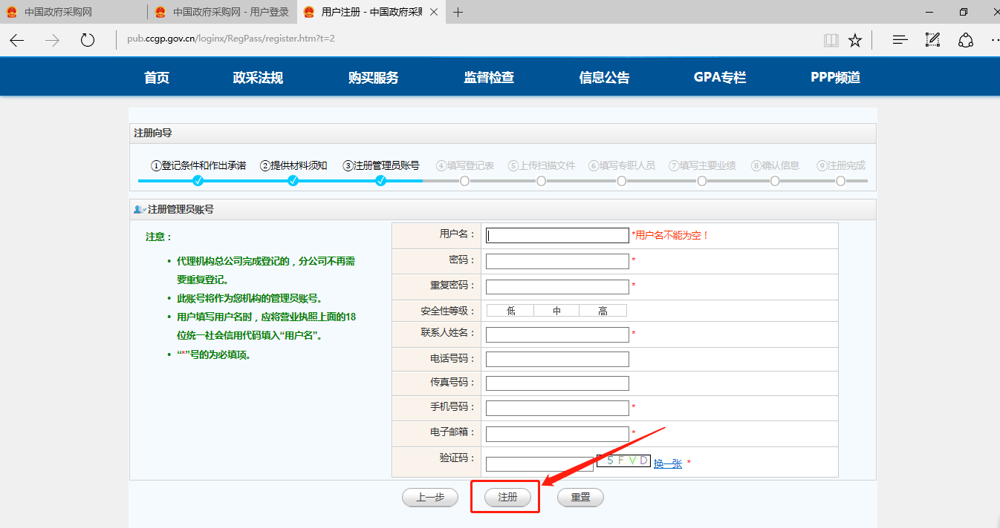 中国政府采购网
中国政府采购网 - 用户登录
用户注册 - 中国政府采购
pub.ccgp.gov.cn/loginx/RegPass/register.htm?t=2
首页 政采法规 购买服务 监督检查 信息公告 GPA专栏 PPP频道
注册向导
①登记条件和作出承诺 ②提供材料须知 ③注册管理员账号 ④填写登记表 ⑤上传扫描文件 ⑥填写专职人员 ⑦填写主要业绩 ⑧确认信息 ⑨注册完成
注册管理员账号
注意：
• 代理机构总公司完成登记的，分公司不再需
要重复登记。
• 此账号将作为您机构的管理员账号。
• 用户填写用户名时，应将营业执照上面的18
位统一社会信用代码填入“用户名”。
• “*”号的为必填项。
用户名： *用户名不能为空！
密码： *
重复密码： *
安全性等级： 低 中 高
联系人姓名： *
电话号码：
传真号码：
手机号码： *
电子邮箱： *
验证码： 5 F V D 换一张 *
上一步 注册 重置